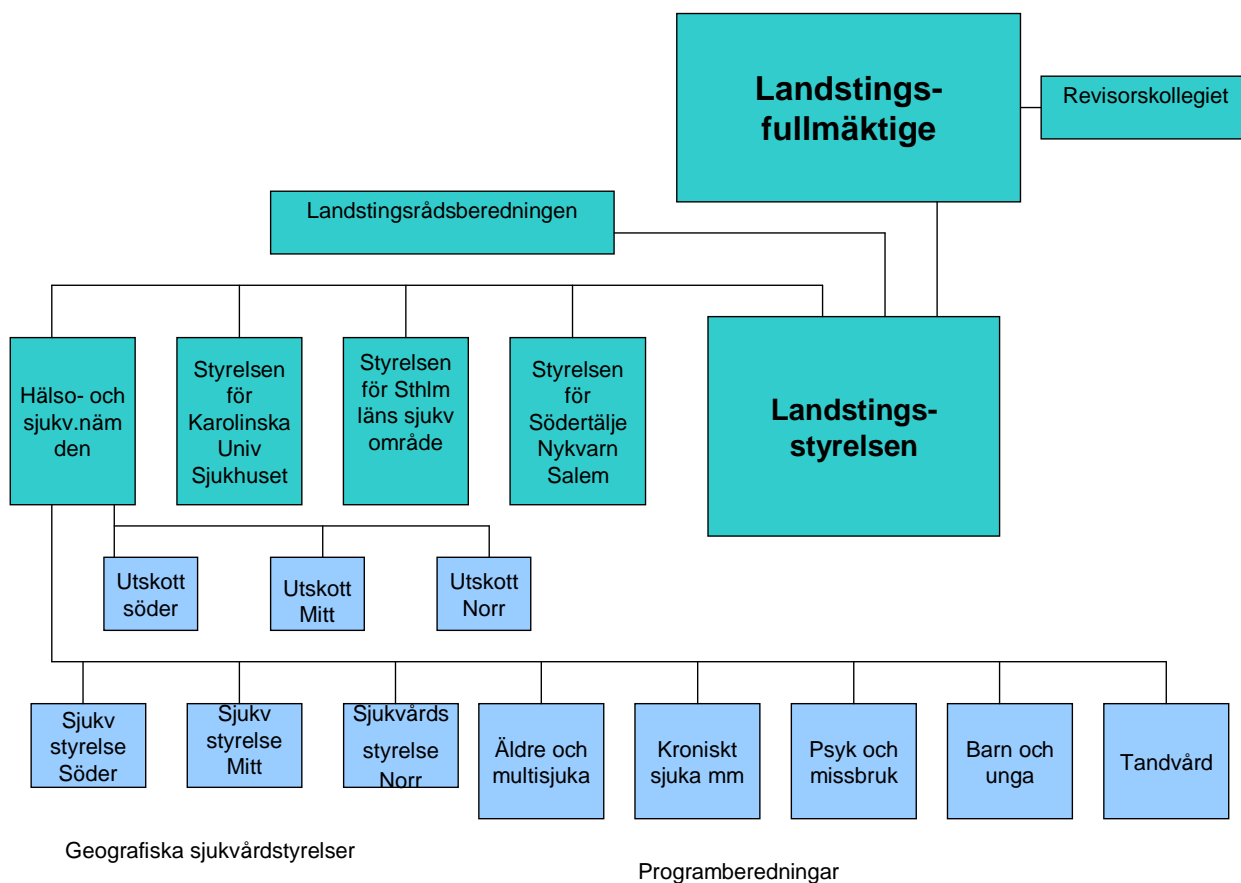 Landstings-
fullmäktige
Revisorskollegiet
Landstingsrådsberedningen
Hälso- och
sjukv.näm
den
Styrelsen
för
Karolinska
Univ
Sjukhuset
Styrelsen
för Sthlm
läns sjukv
område
Styrelsen
för
Södertälje
Nykvarn
Salem
Landstings-
styrelsen
Utskott
söder
Utskott
Mitt
Utskott
Norr
Sjukv
styrelse
Söder
Sjukv
styrelse
Mitt
Sjukvårds
styrelse
Norr
Äldre och
multisjuka
Kroniskt
sjuka mm
Psyk och
missbruk
Barn och
unga
Tandvård
Geografiska sjukvårdstyrelser
Programberedningar